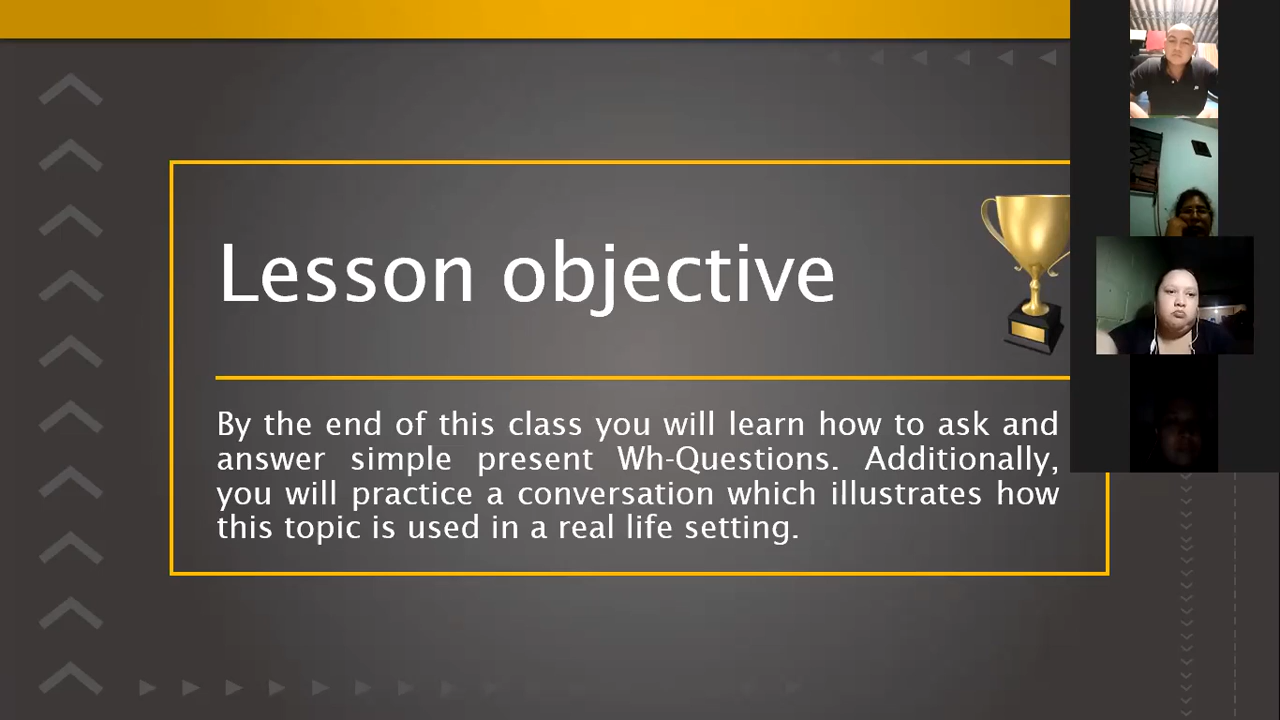 Lesson objective
By the end of this class you will learn how to ask and
answer simple present Wh-Questions. Additionally,
you will practice a conversation which illustrates how
this topic is used in a real life setting.